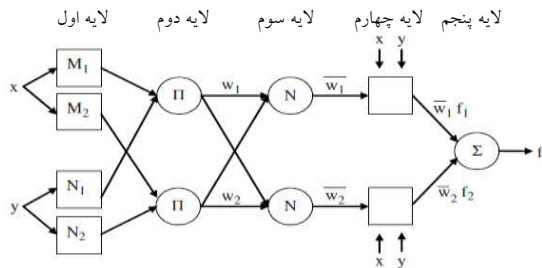 لایه اول لایه دوم لایه سوم لایه چهارم لایه پنجم
x y
M₁
x
M₂
Π w₁ N w̅₁
w̅₁ f₁
Σ f
N₁
y
N₂
Π w₂ N w̅₂
w̅₂ f₂
x y